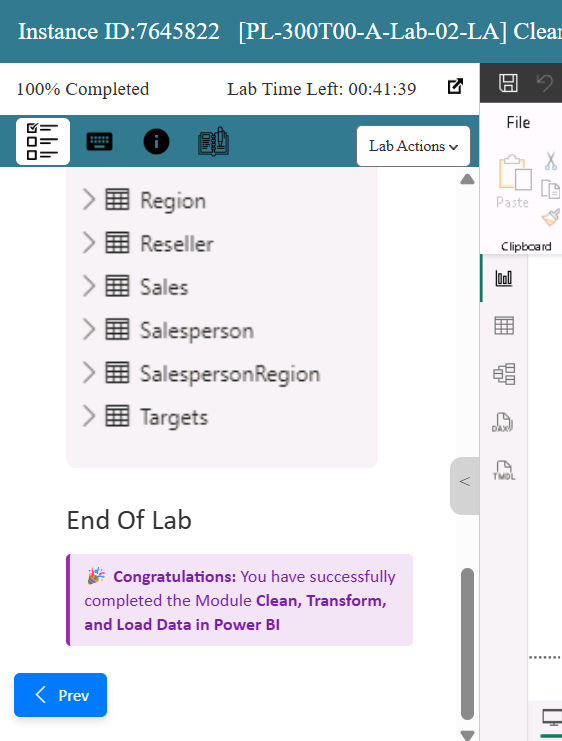 Instance ID:7645822 [PL-300T00-A-Lab-02-LA] Clear
100% Completed
Lab Time Left: 00:41:39
Lab Actions
File
Paste
Clipboard
Region
Reseller
Sales
Salesperson
SalespersonRegion
Targets
DAX
TMDL
<
End Of Lab
🎉 Congratulations: You have successfully
completed the Module Clean, Transform,
and Load Data in Power BI
Prev